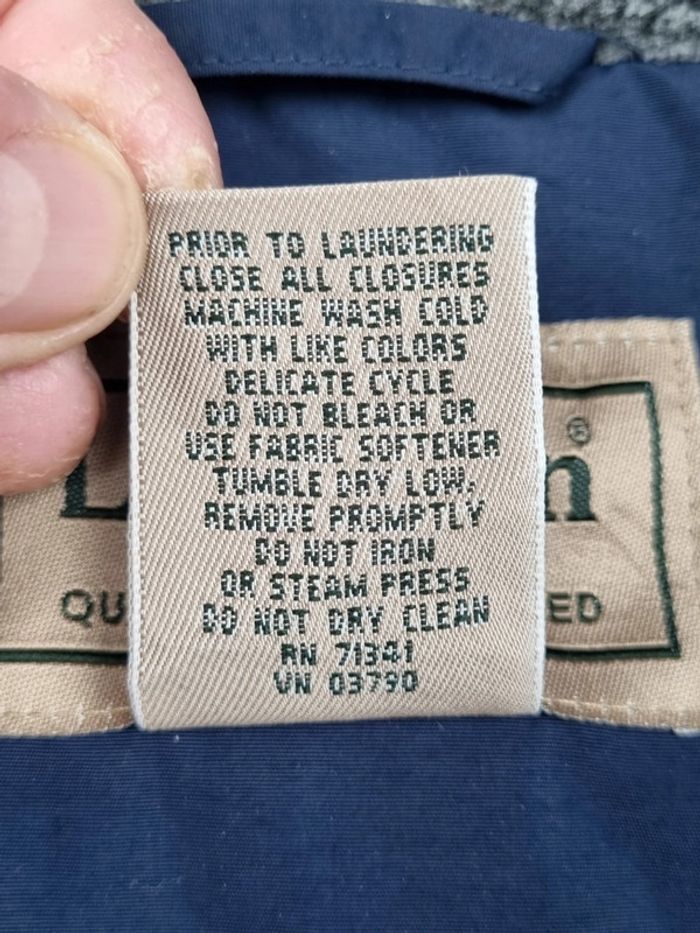 PRIOR TO LAUNDERING
CLOSE ALL CLOSURES
MACHINE WASH COLD
WITH LIKE COLORS
DELICATE CYCLE
DO NOT BLEACH OR
USE FABRIC SOFTENER
TUMBLE DRY LOW,
REMOVE PROMPTLY
DO NOT IRON
OR STEAM PRESS
DO NOT DRY CLEAN
RN 71341
VN 03790